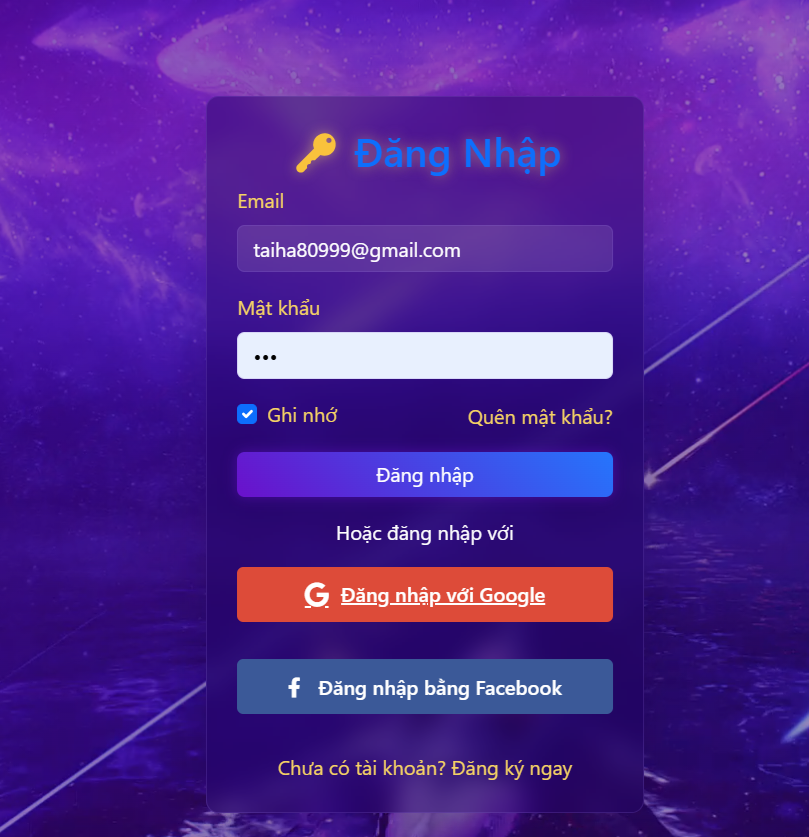 Đăng Nhập
Email
taiha80999@gmail.com
Mật khẩu
•••
Ghi nhớ
Quên mật khẩu?
Đăng nhập
Hoặc đăng nhập với
Đăng nhập với Google
Đăng nhập bằng Facebook
Chưa có tài khoản? Đăng ký ngay